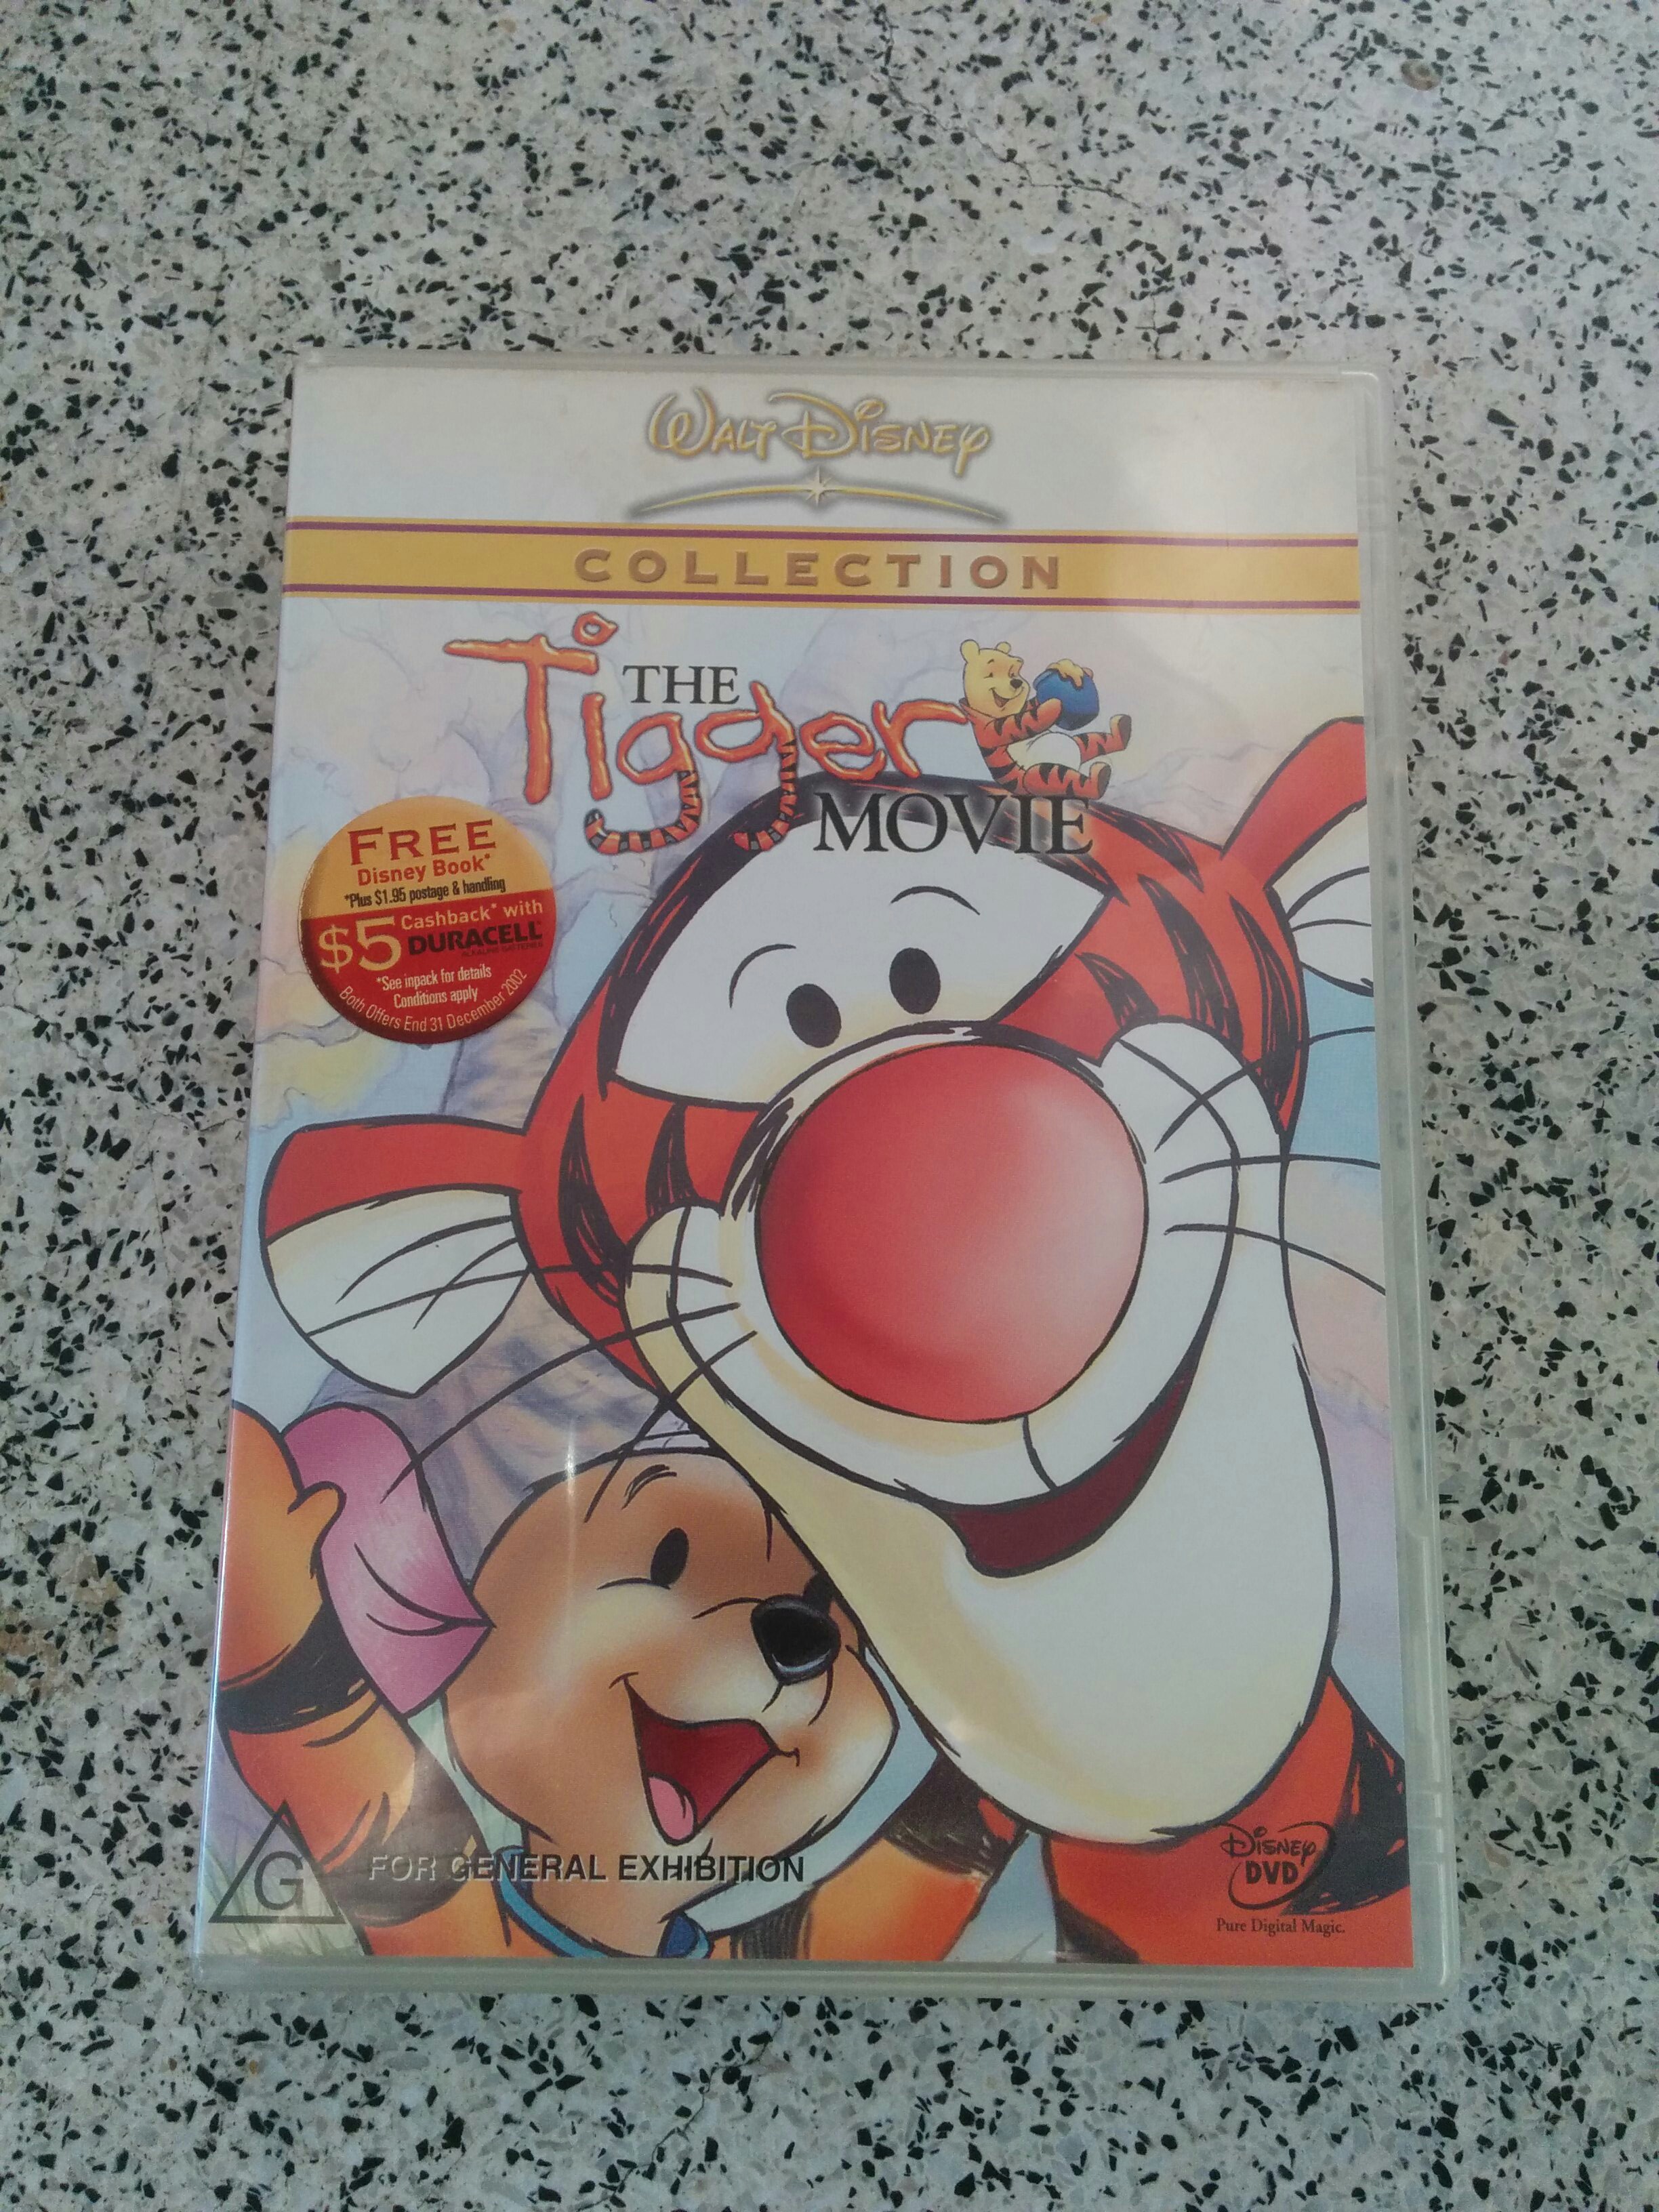 WALT DISNEY
COLLECTION
THE
Tigger
MOVIE
FREE
Disney Book*
*Plus $1.95 postage & handling
$5 Cashback* with
DURACELL
ALKALINE BATTERIES
*See inpack for details
Conditions apply
Both Offers End 31 December 2002
G
FOR GENERAL EXHIBITION
DISNEY
DVD
Pure Digital Magic.